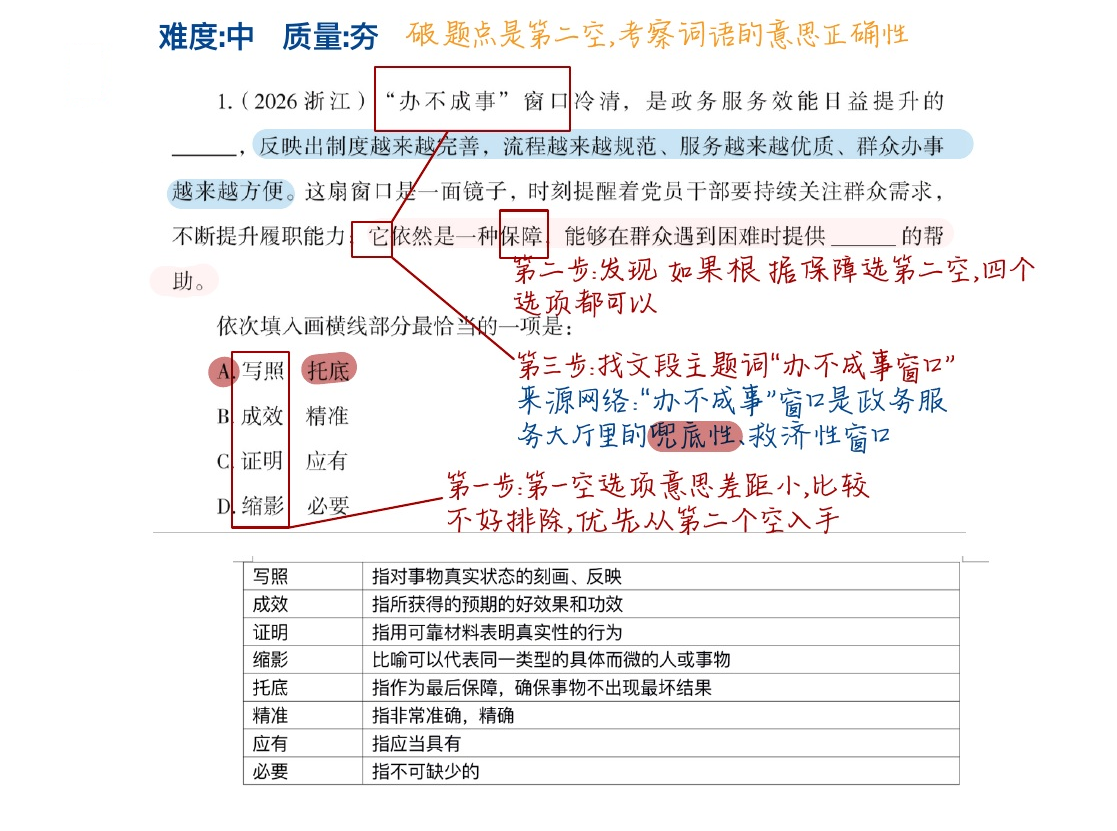 难度:中 质量:夯 破题点是第二空,考察词语的意思正确性
1.（2026 浙江）“办不成事”窗口冷清，是政务服务效能日益提升的
______，反映出制度越来越完善，流程越来越规范、服务越来越优质、群众办事
越来越方便。这扇窗口是一面镜子，时刻提醒着党员干部要持续关注群众需求，
不断提升履职能力；它依然是一种保障，能够在群众遇到困难时提供______的帮
助。
第二步:发现 如果根据保障选第二空,四个
选项都可以
依次填入画横线部分最恰当的一项是：
第三步:找文段主题词“办不成事窗口”
A. 写照 托底
来源网络:“办不成事”窗口是政务服
B. 成效 精准
务大厅里的兜底性、救济性窗口
C. 证明 应有
第一步:第一空选项意思差距小,比较
D. 缩影 必要
不好排除,优先从第二个空入手
写照 指对事物真实状态的刻画、反映
成效 指所获得的预期的好效果和功效
证明 指用可靠材料表明真实性的行为
缩影 比喻可以代表同一类型的具体而微的人或事物
托底 指作为最后保障，确保事物不出现最坏结果
精准 指非常准确，精确
应有 指应当具有
必要 指不可缺少的